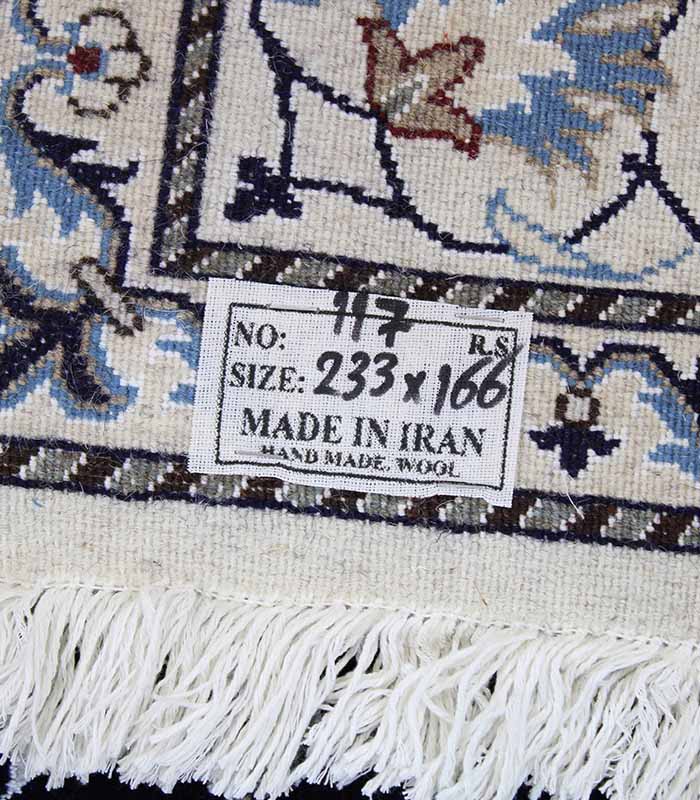 NO: 117 R.S
SIZE: 233 x 166
MADE IN IRAN
HAND MADE. WOOL